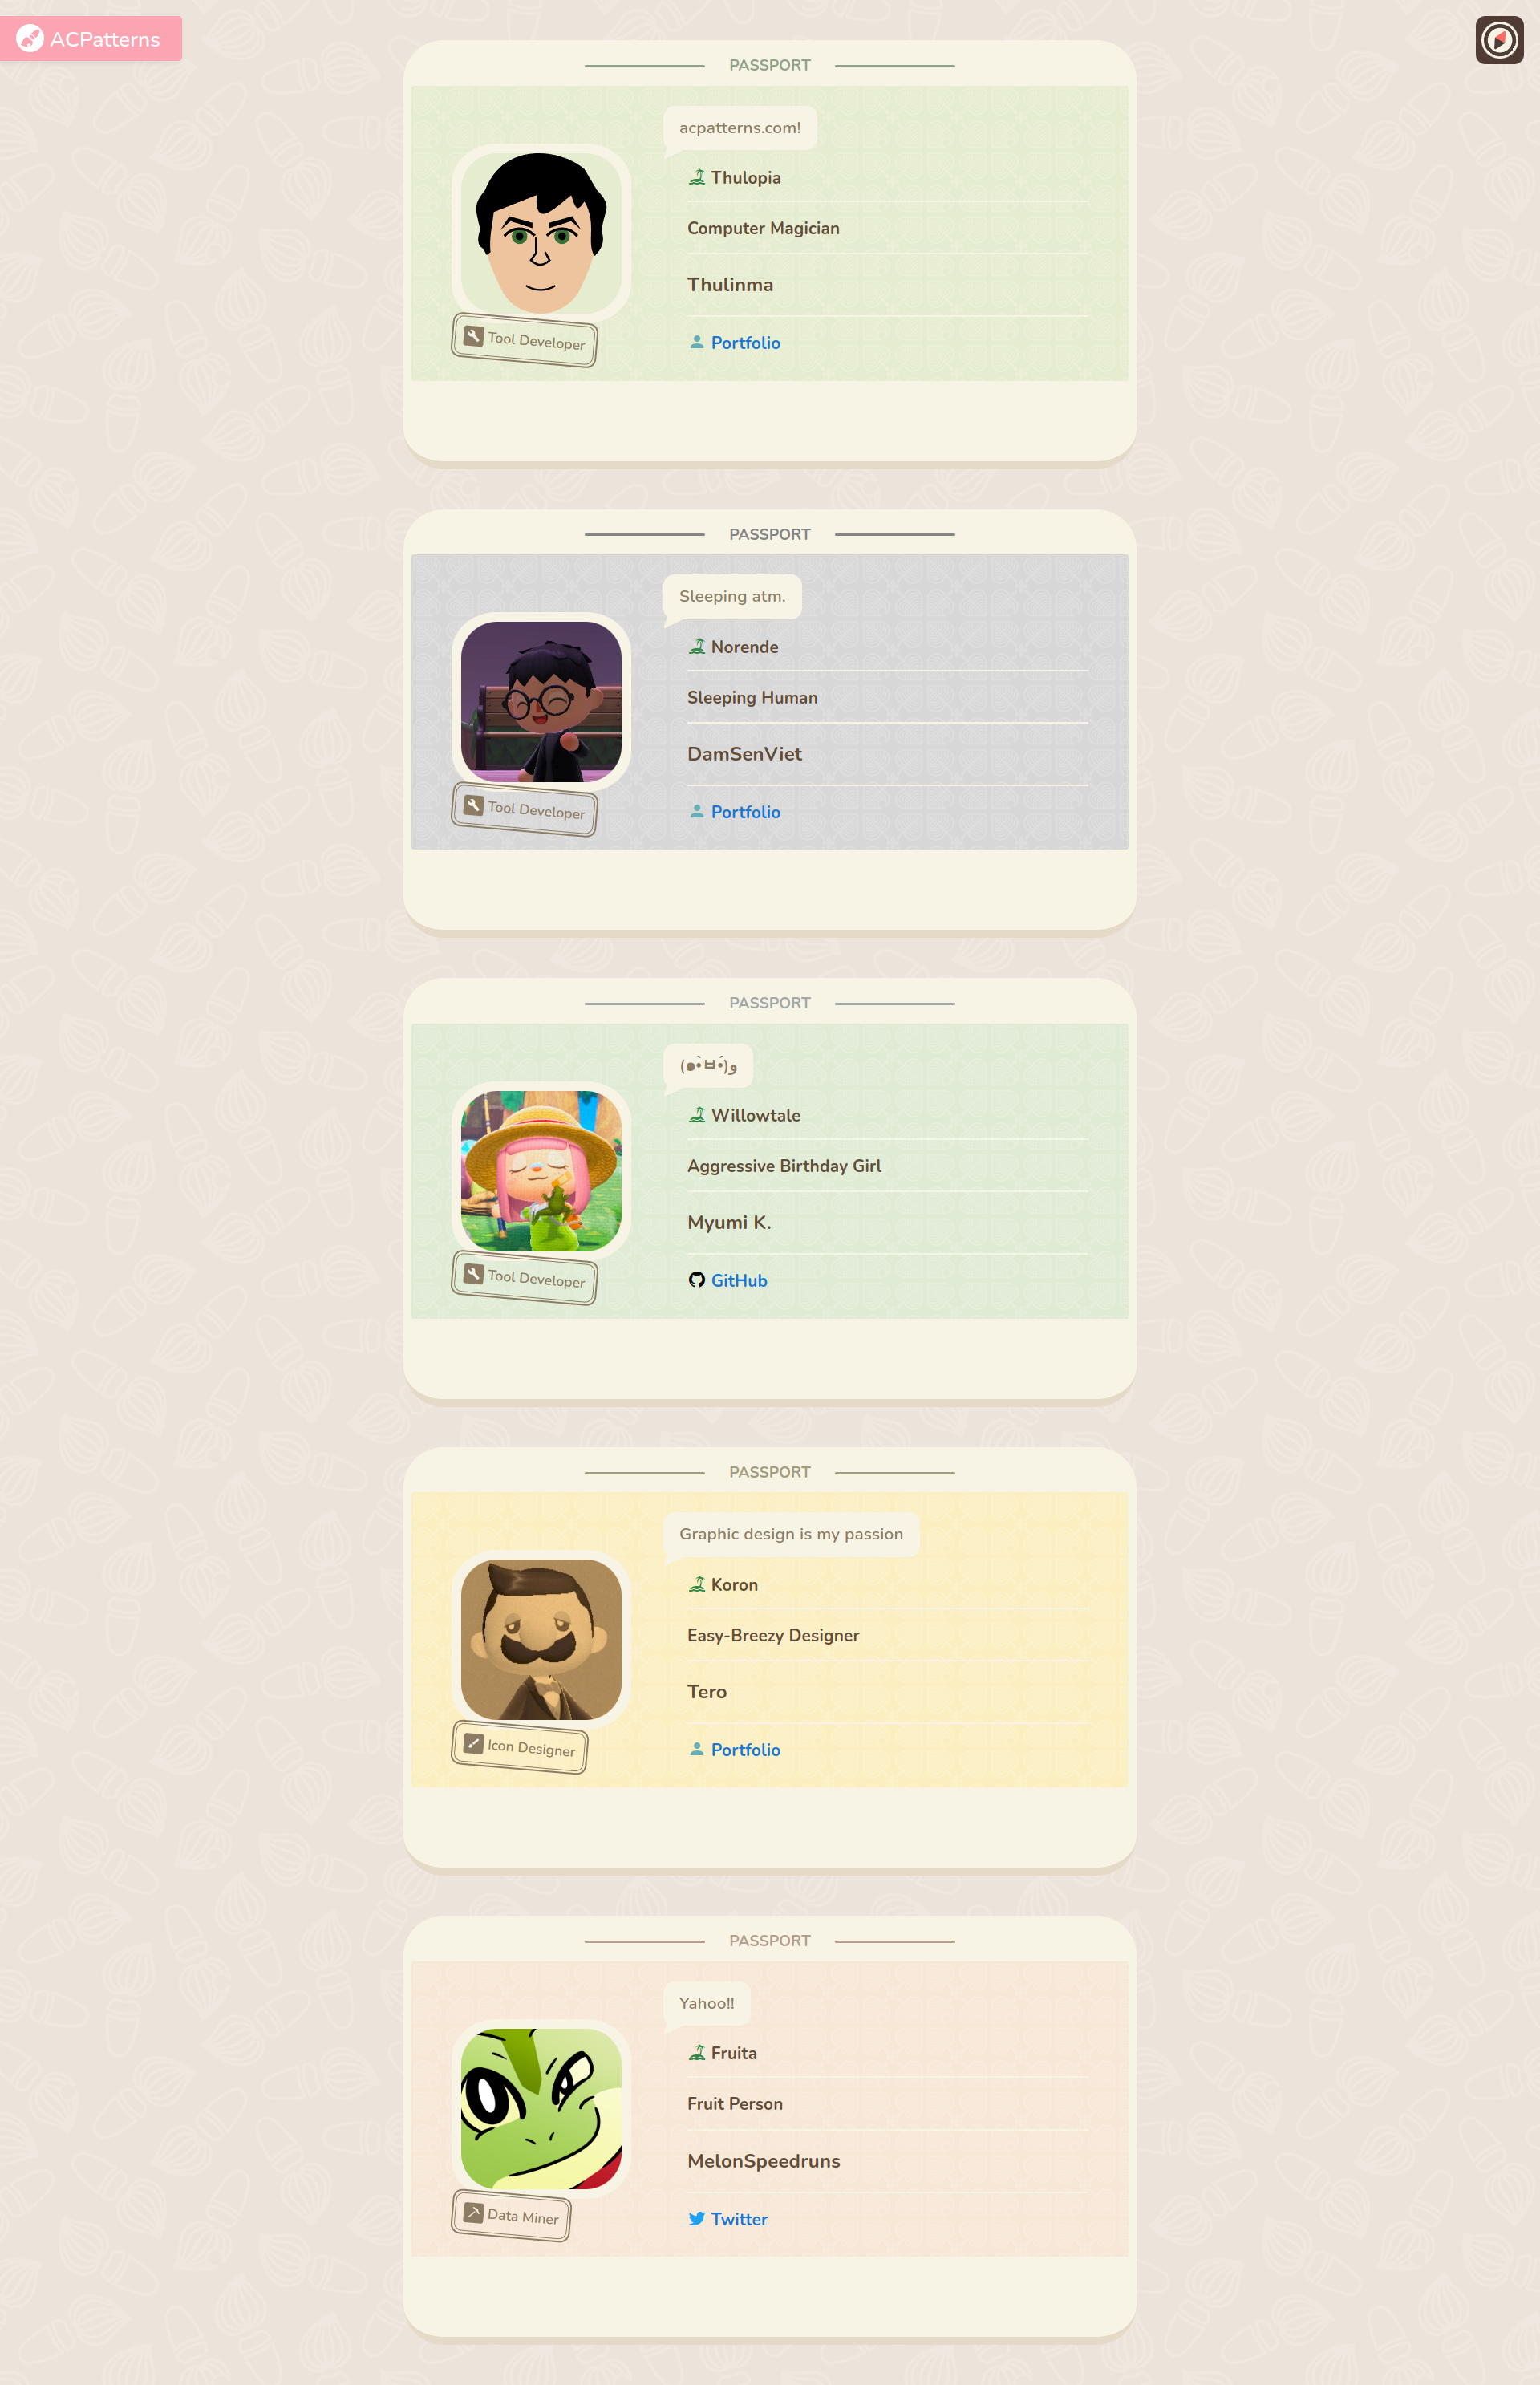 ACPatterns
PASSPORT
acpatterns.com!
Thulopia
Computer Magician
Thulinma
Tool Developer
Portfolio
PASSPORT
Sleeping atm.
Norende
Sleeping Human
DamSenViet
Tool Developer
Portfolio
PASSPORT
(๑•̀ㅂ•́)و
Willowtale
Aggressive Birthday Girl
Myumi K.
Tool Developer
GitHub
PASSPORT
Graphic design is my passion
Koron
Easy-Breezy Designer
Tero
Icon Designer
Portfolio
PASSPORT
Yahoo!!
Fruita
Fruit Person
MelonSpeedruns
Data Miner
Twitter